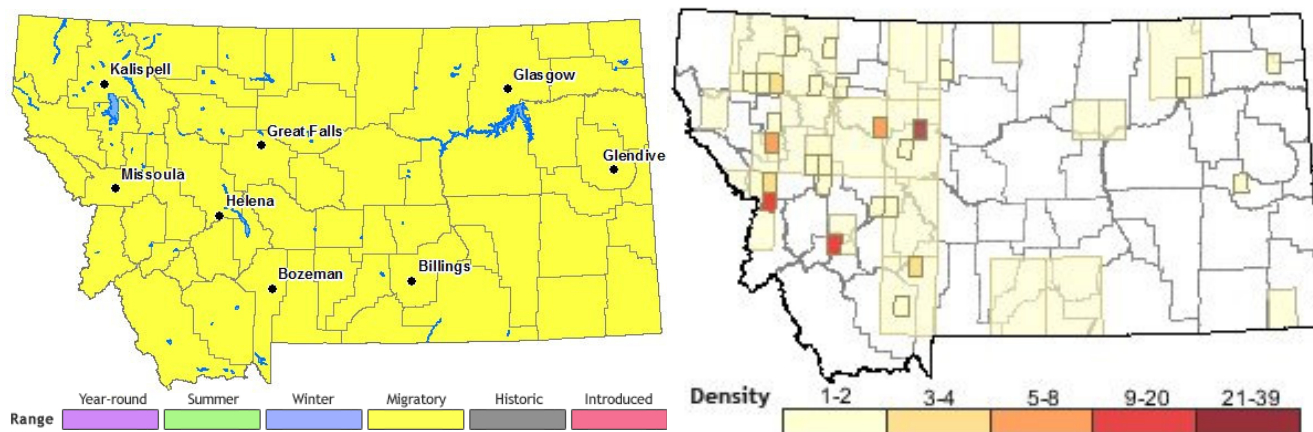 Kalispell
Glasgow
Great Falls
Glendive
Missoula
Helena
Bozeman
Billings
Range
Year-round
Summer
Winter
Migratory
Historic
Introduced
Density
1-2
3-4
5-8
9-20
21-39